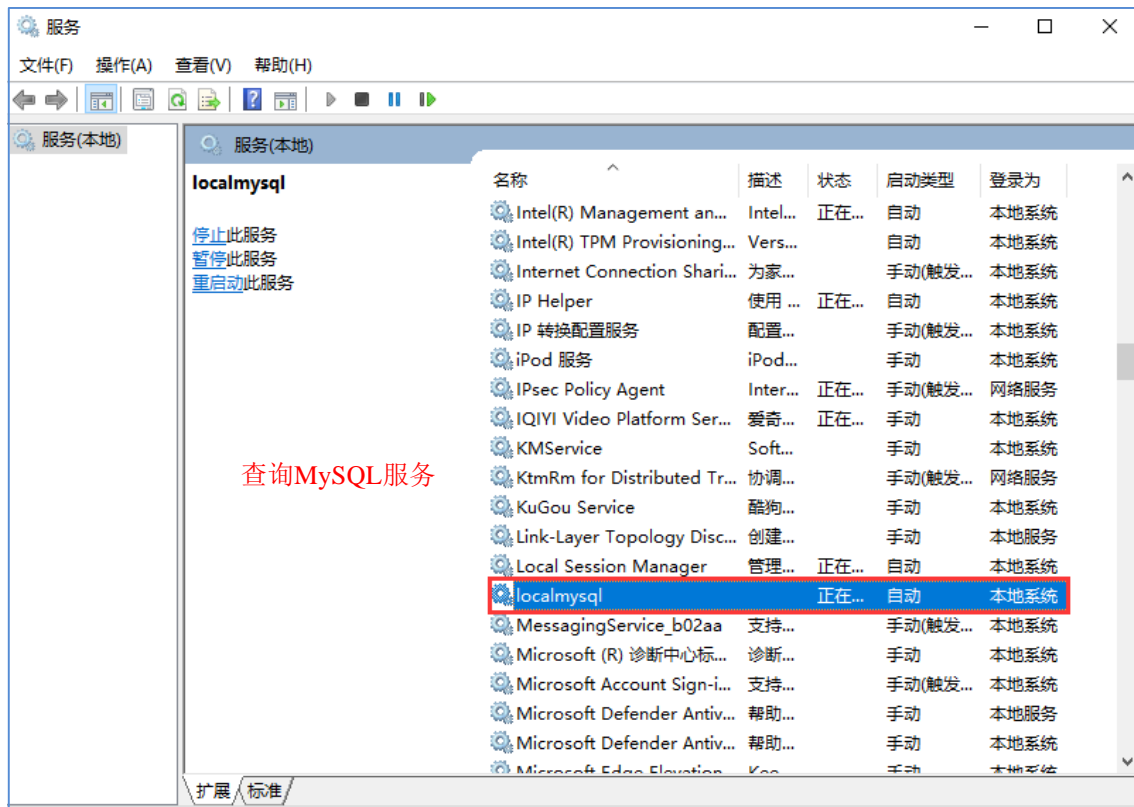 服务
文件(F) 操作(A) 查看(V) 帮助(H)
服务(本地)
服务(本地)
localmysql
停止此服务
暂停此服务
重启动此服务
查询MySQL服务
名称 描述 状态 启动类型 登录为
Intel(R) Management an... Intel... 正在... 自动 本地系统
Intel(R) TPM Provisioning... Vers... 自动 本地系统
Internet Connection Shari... 为家... 手动(触发... 本地系统
IP Helper 使用 ... 正在... 自动 本地系统
IP 转换配置服务 配置... 手动(触发... 本地系统
iPod 服务 iPod... 手动 本地系统
IPsec Policy Agent Inter... 正在... 手动(触发... 网络服务
IQIYI Video Platform Ser... 爱奇... 正在... 手动 本地系统
KMService Soft... 手动 本地系统
KtmRm for Distributed Tr... 协调... 手动(触发... 网络服务
KuGou Service 酷狗... 手动 本地系统
Link-Layer Topology Disc... 创建... 手动 本地服务
Local Session Manager 管理... 正在... 自动 本地系统
localmysql 正在... 自动 本地系统
MessagingService_b02aa 支持... 手动(触发... 本地系统
Microsoft (R) 诊断中心标... 诊断... 手动 本地系统
Microsoft Account Sign-i... 支持... 手动(触发... 本地系统
Microsoft Defender Antiv... 帮助... 手动 本地服务
Microsoft Defender Antiv... 帮助... 手动 本地系统
Microsoft Edge Elevation Kee 手动 本地系统
扩展 标准